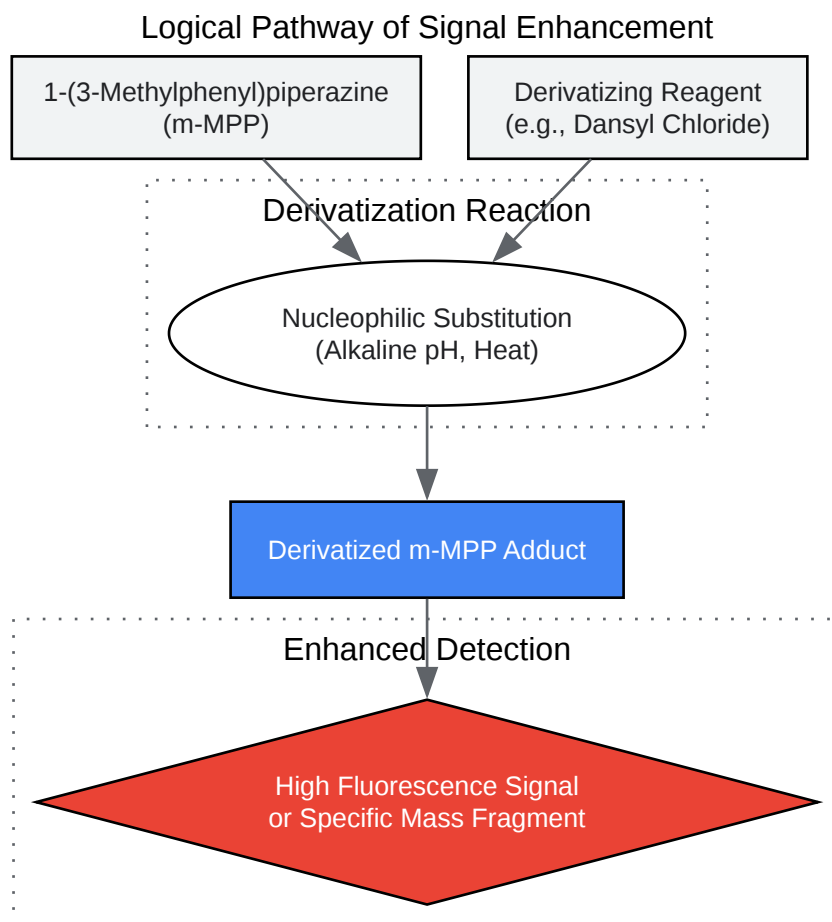 Logical Pathway of Signal Enhancement
1-(3-Methylphenyl)piperazine
(m-MPP)
Derivatizing Reagent
(e.g., Dansyl Chloride)
Derivatization Reaction
Nucleophilic Substitution
(Alkaline pH, Heat)
Derivatized m-MPP Adduct
Enhanced Detection
High Fluorescence Signal
or Specific Mass Fragment